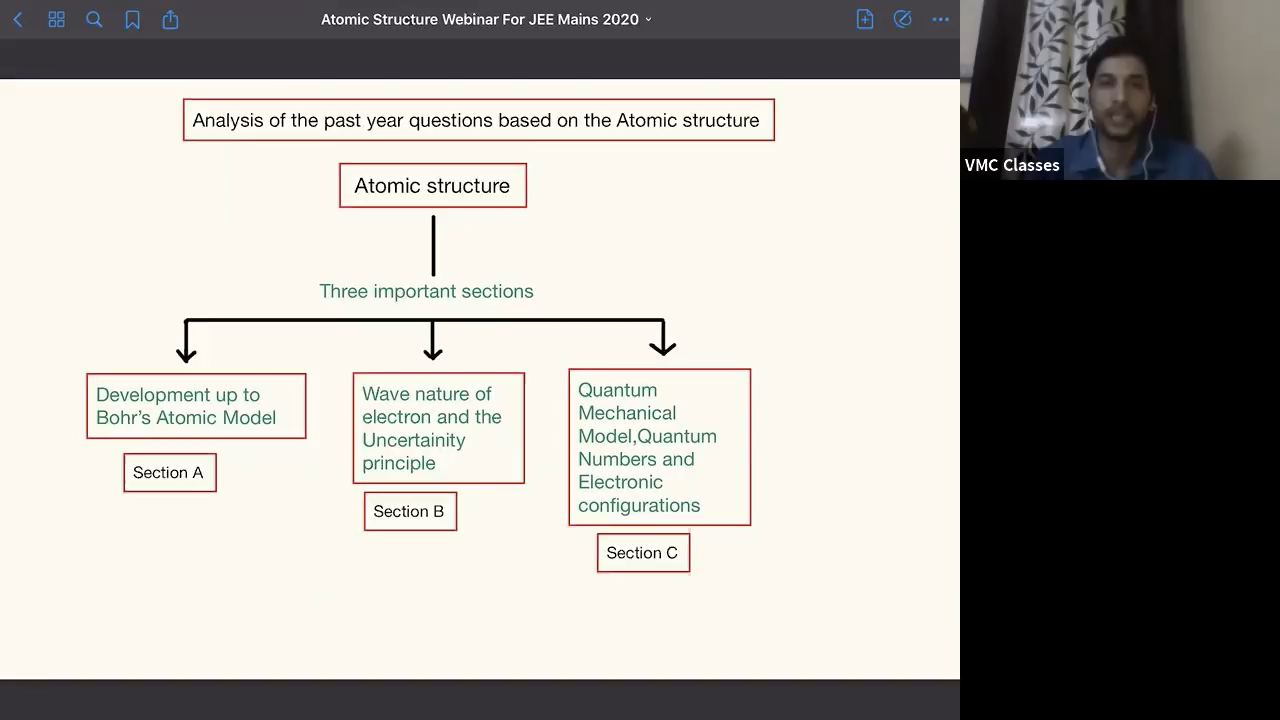 Atomic Structure Webinar For JEE Mains 2020
VMC Classes
Analysis of the past year questions based on the Atomic structure
Atomic structure
Three important sections
Development up to
Bohr's Atomic Model
Section A
Wave nature of
electron and the
Uncertainity
principle
Section B
Quantum
Mechanical
Model,Quantum
Numbers and
Electronic
configurations
Section C